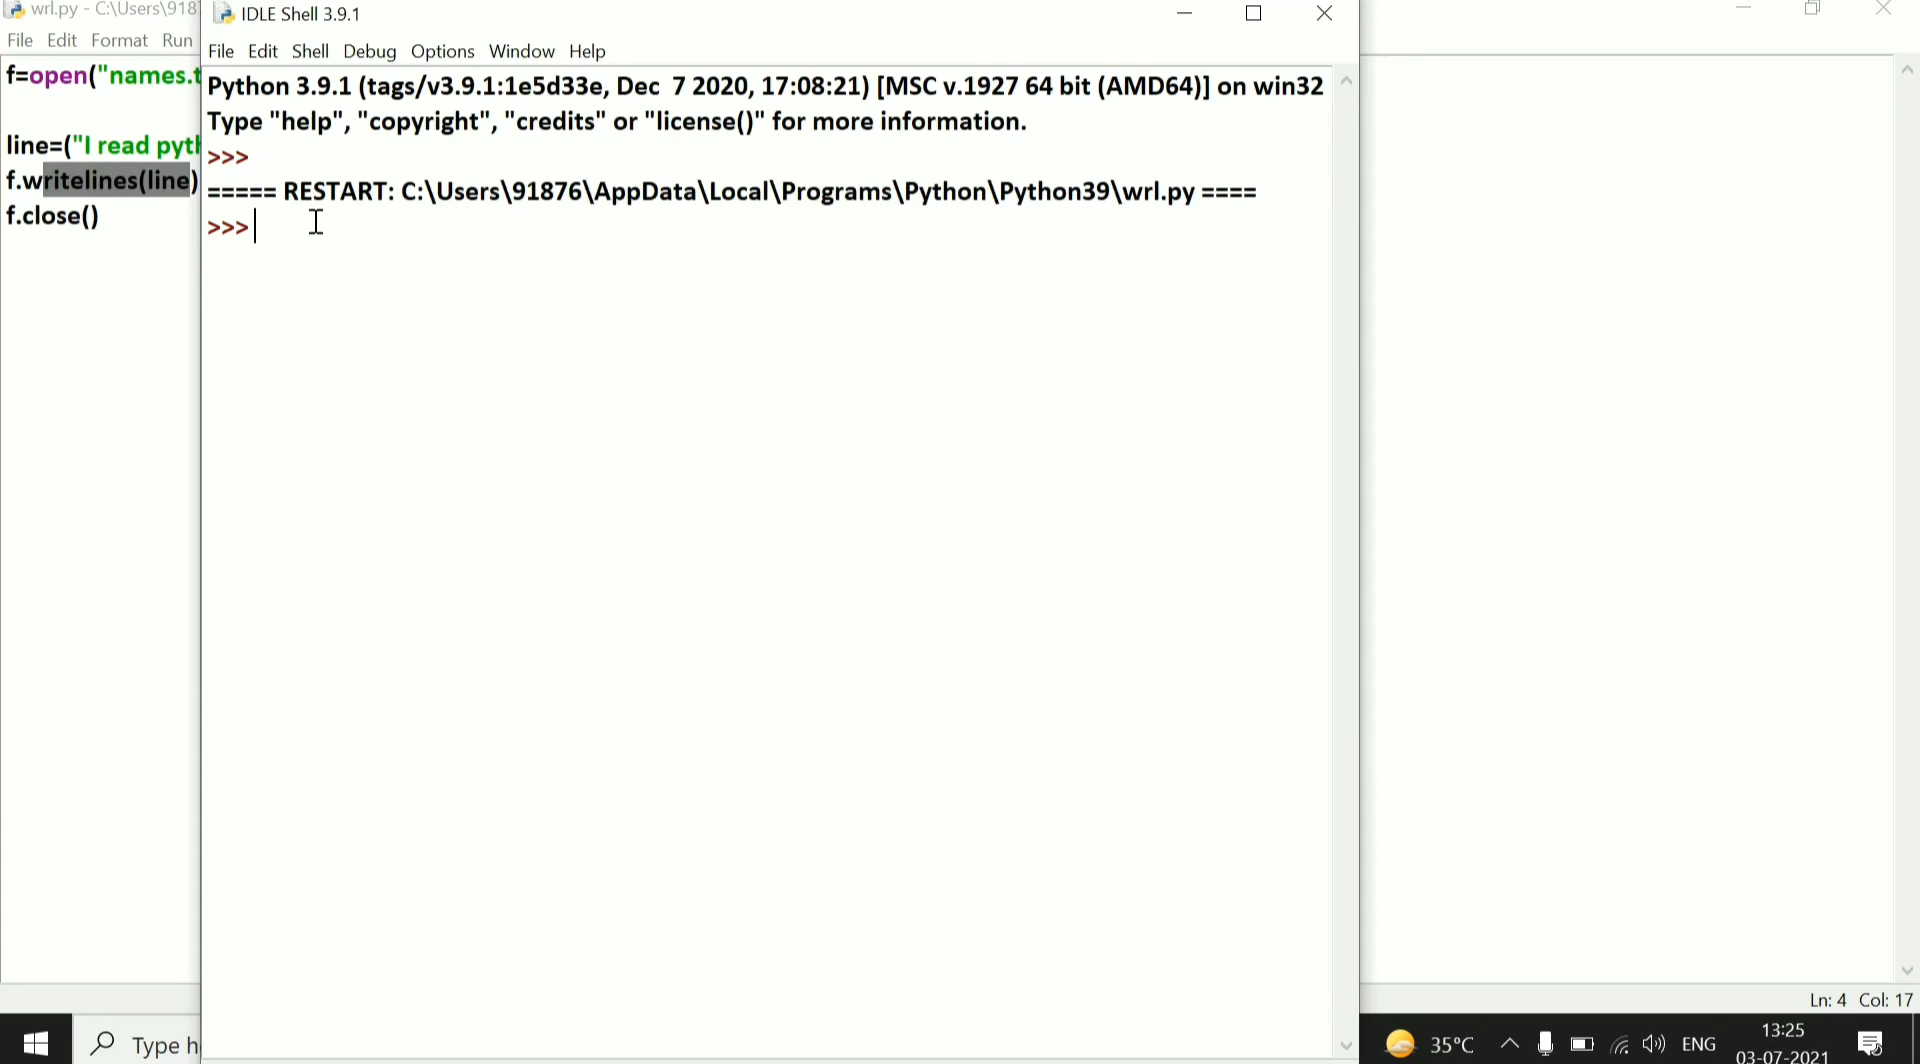 wrl.py - C:\Users\918
File Edit Format Run
f=open("names.t
line=("I read pyth
f.writelines(line)
f.close()
IDLE Shell 3.9.1
File Edit Shell Debug Options Window Help
Python 3.9.1 (tags/v3.9.1:1e5d33e, Dec  7 2020, 17:08:21) [MSC v.1927 64 bit (AMD64)] on win32
Type "help", "copyright", "credits" or "license()" for more information.
>>>
===== RESTART: C:\Users\91876\AppData\Local\Programs\Python\Python39\wrl.py ====
>>>
Ln: 4 Col: 17
Type h
35°C
ENG
13:25
03-07-2021